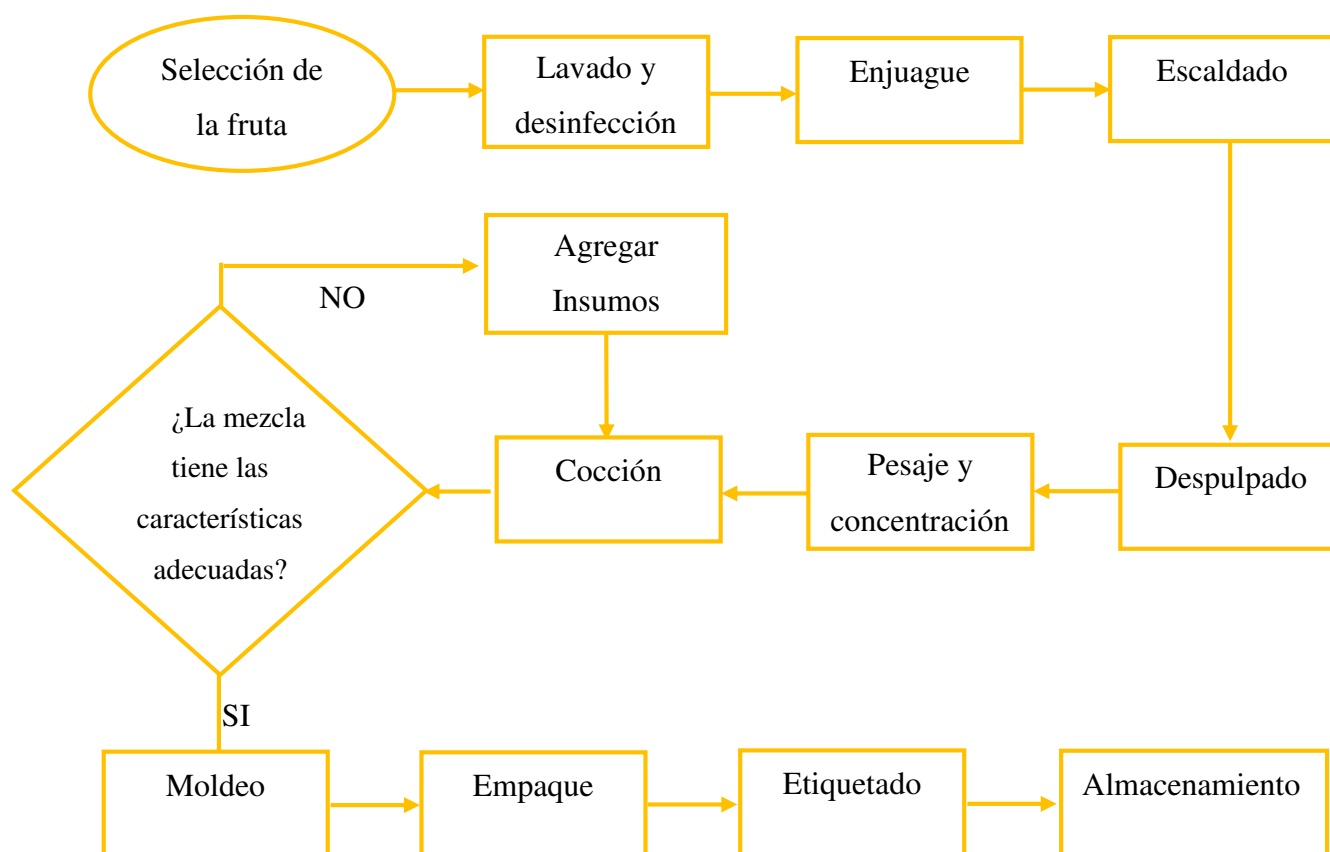 Selección de
la fruta
Lavado y
desinfección
Enjuague
Escaldado
Agregar
Insumos
NO
¿La mezcla
tiene las
características
adecuadas?
Cocción
Pesaje y
concentración
Despulpado
SI
Moldeo
Empaque
Etiquetado
Almacenamiento